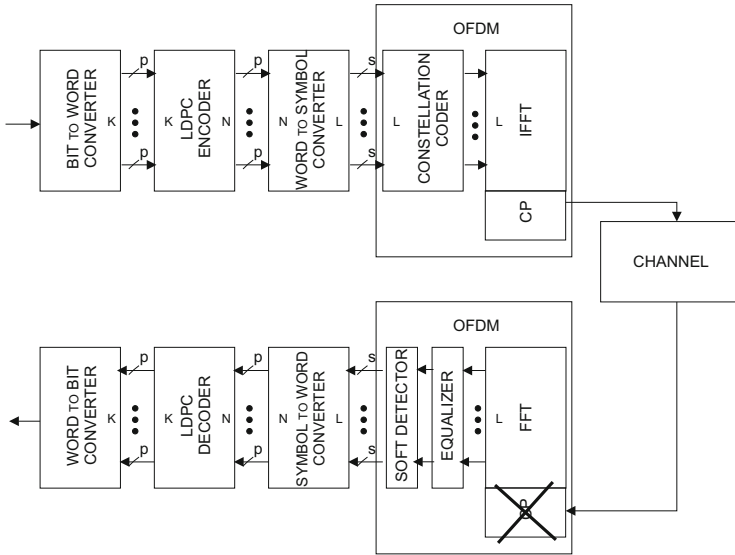 OFDM
BIT TO WORD
CONVERTER
K
p
p
K
LDPC
ENCODER
N
p
p
N
WORD TO SYMBOL
CONVERTER
L
s
s
L
CONSTELLATION
CODER
L
IFFT
CP
CHANNEL
OFDM
WORD TO BIT
CONVERTER
K
p
p
K
LDPC
DECODER
N
p
p
N
SYMBOL TO WORD
CONVERTER
L
s
s
SOFT DETECTOR
EQUALIZER
L
FFT
CP